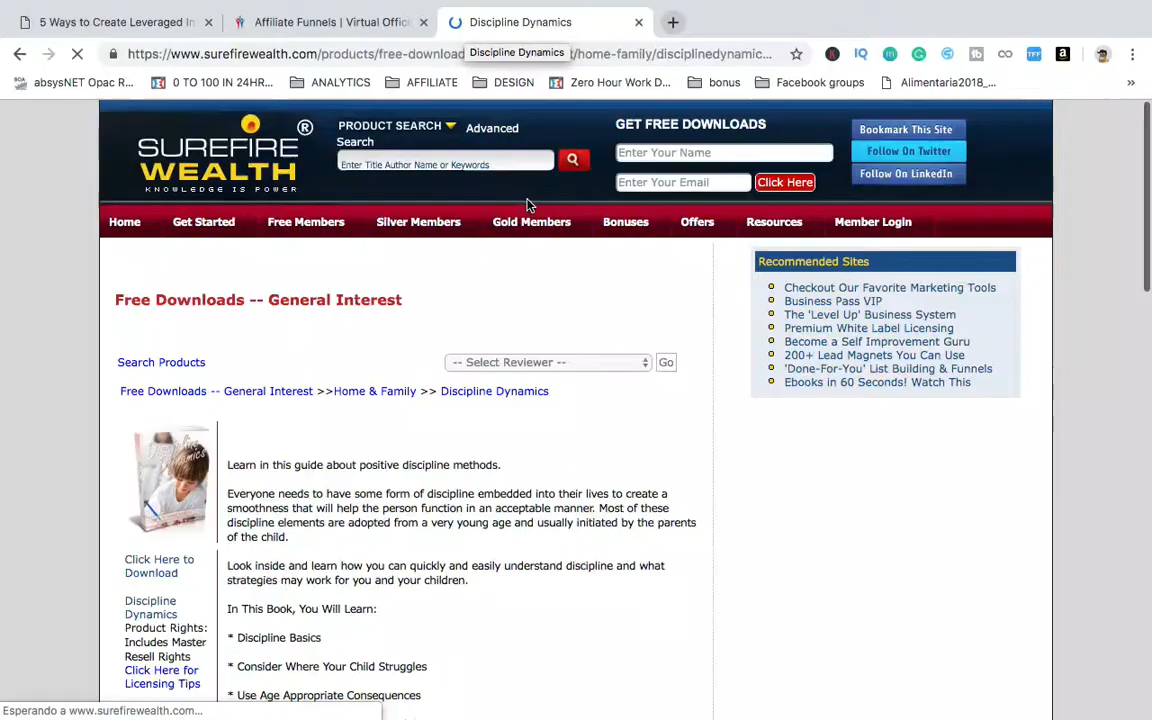 5 Ways to Create Leveraged In
Affiliate Funnels | Virtual Offic
Discipline Dynamics
https://www.surefirewealth.com/products/free-download
t/home-family/disciplinedynamic...
Discipline Dynamics
absysNET Opac R...
0 TO 100 IN 24HR...
ANALYTICS
AFFILIATE
DESIGN
Zero Hour Work D...
bonus
Facebook groups
Alimentaria2018_...
»
SUREFIRE ®
WEALTH
KNOWLEDGE IS POWER
PRODUCT SEARCH Advanced
Search
Enter Title Author Name or Keywords
GET FREE DOWNLOADS
Enter Your Name
Enter Your Email Click Here
Bookmark This Site
Follow On Twitter
Follow On LinkedIn
Home Get Started Free Members Silver Members Gold Members Bonuses Offers Resources Member Login
Free Downloads -- General Interest
Search Products
-- Select Reviewer -- Go
Free Downloads -- General Interest >>Home & Family >> Discipline Dynamics
Recommended Sites
Checkout Our Favorite Marketing Tools
Business Pass VIP
The 'Level Up' Business System
Premium White Label Licensing
Become a Self Improvement Guru
200+ Lead Magnets You Can Use
'Done-For-You' List Building & Funnels
Ebooks in 60 Seconds! Watch This
Click Here to
Download
Discipline
Dynamics
Product Rights:
Includes Master
Resell Rights
Click Here for
Licensing Tips
Learn in this guide about positive discipline methods.
Everyone needs to have some form of discipline embedded into their lives to create a
smoothness that will help the person function in an acceptable manner. Most of these
discipline elements are adopted from a very young age and usually initiated by the parents
of the child.
Look inside and learn how you can quickly and easily understand discipline and what
strategies may work for you and your children.
In This Book, You Will Learn:
* Discipline Basics
* Consider Where Your Child Struggles
* Use Age Appropriate Consequences
Esperando a www.surefirewealth.com...